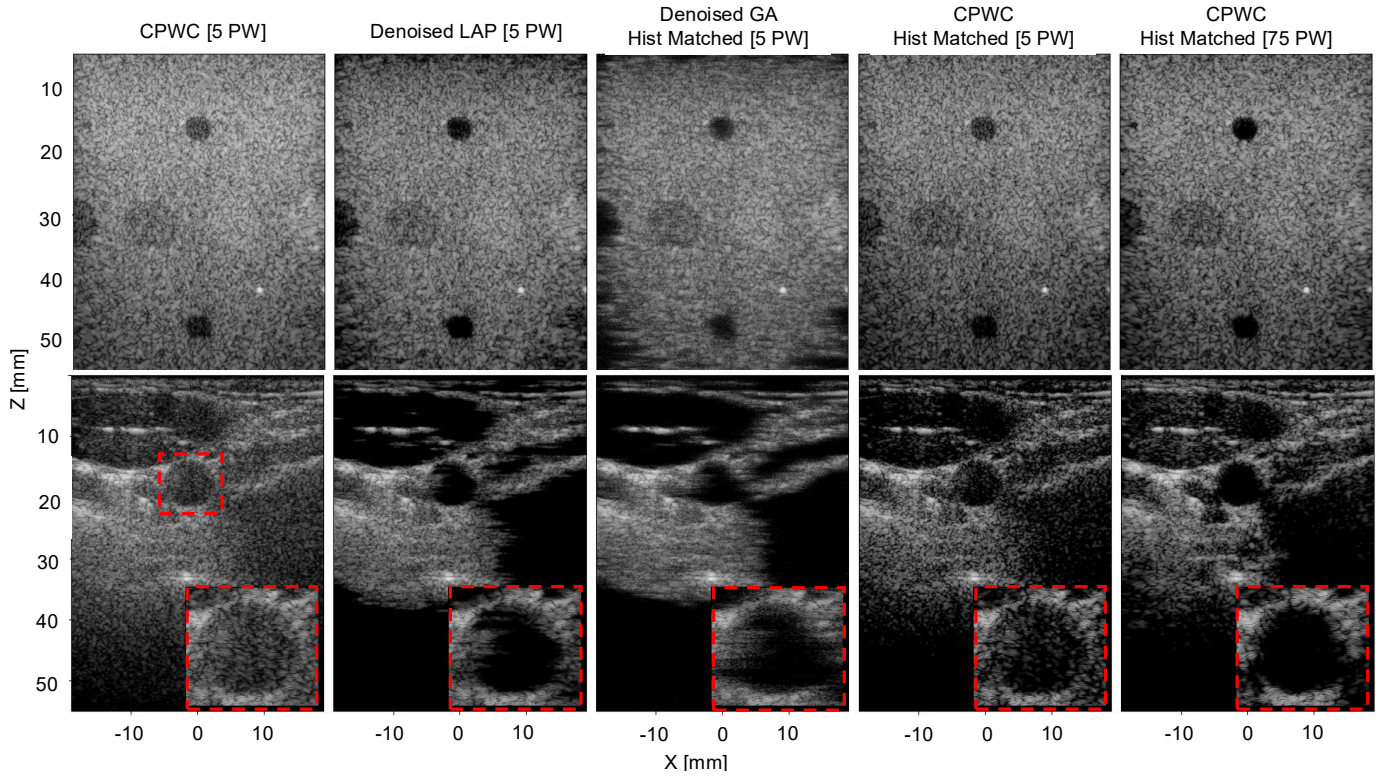 CPWC [5 PW]
Denoised LAP [5 PW]
Denoised GA
Hist Matched [5 PW]
CPWC
Hist Matched [5 PW]
CPWC
Hist Matched [75 PW]
10
20
30
40
50
Z [mm]
10
20
30
40
50
-10 0 10
-10 0 10
-10 0 10
-10 0 10
-10 0 10
X [mm]